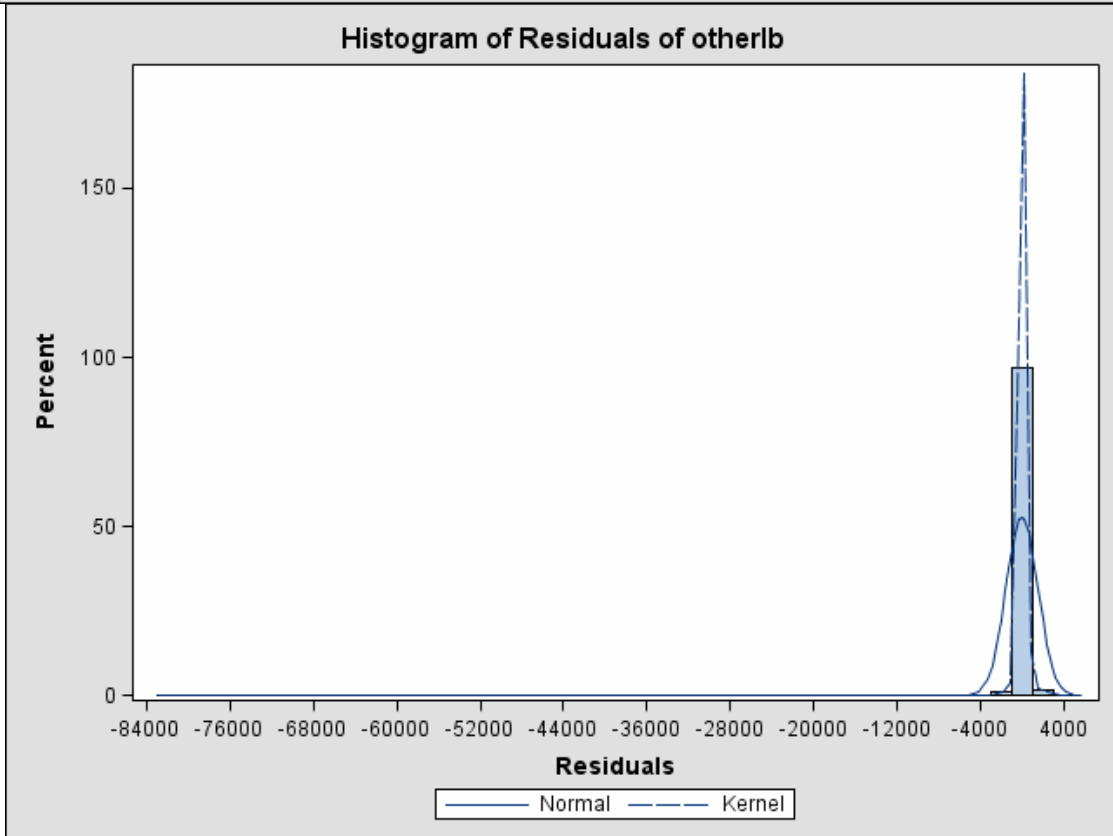 Histogram of Residuals of otherlb
Percent
150
100
50
0
-84000 -76000 -68000 -60000 -52000 -44000 -36000 -28000 -20000 -12000 -4000 4000
Residuals
Normal Kernel